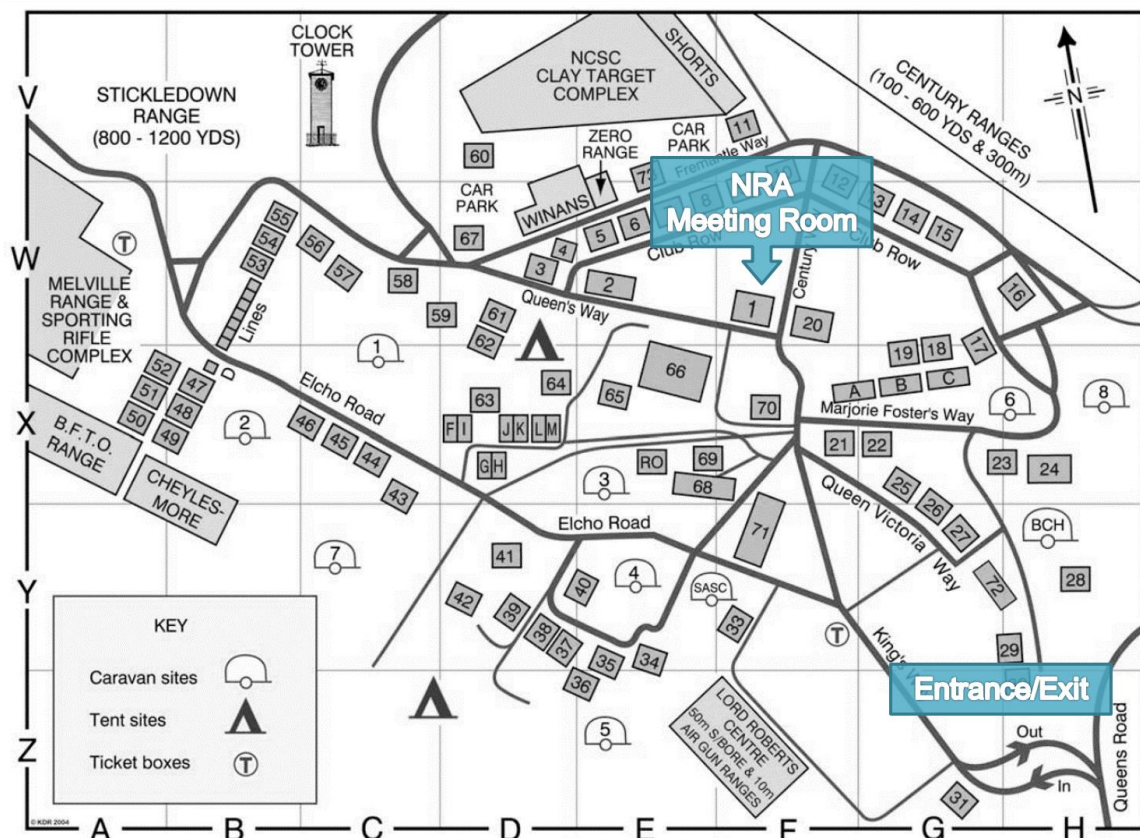 V
W
X
Y
Z
A
B
C
D
E
F
G
H
CLOCK
TOWER
STICKLEDOWN
RANGE
(800 - 1200 YDS)
NCSC
CLAY TARGET
COMPLEX
SHORTS
CENTURY RANGES
(100 - 600 YDS & 300m)
N
ZERO
RANGE
CAR
PARK
11
Fremantle Way
60
CAR
PARK
WINANS
73
NRA
Meeting Room
12
13
14
15
Club Row
16
T
MELVILLE
RANGE &
SPORTING
RIFLE
COMPLEX
55
54
53
56
57
58
59
67
4
3
5
6
8
Club Row
2
Queen's Way
1
Century
20
61
62
Lines
D
1
64
66
65
63
F I
J K
L M
G H
70
19
18
17
A
B
C
6
8
Marjorie Foster's Way
52
51
50
47
48
49
2
Elcho Road
46
45
44
43
B.F.T.O.
RANGE
CHEYLES-
MORE
3
RO
69
68
21
22
23
24
25
26
27
Queen Victoria
Way
BCH
7
Elcho Road
41
42
40
4
71
SASC
39
38
37
35
34
36
33
T
72
28
29
King's
Entrance/Exit
5
LORD ROBERTS
CENTRE
50m S/BORE & 10m
AIR GUN RANGES
Out
In
31
Queens Road
KEY
Caravan sites
Tent sites
Ticket boxes
T
© KDR 2004